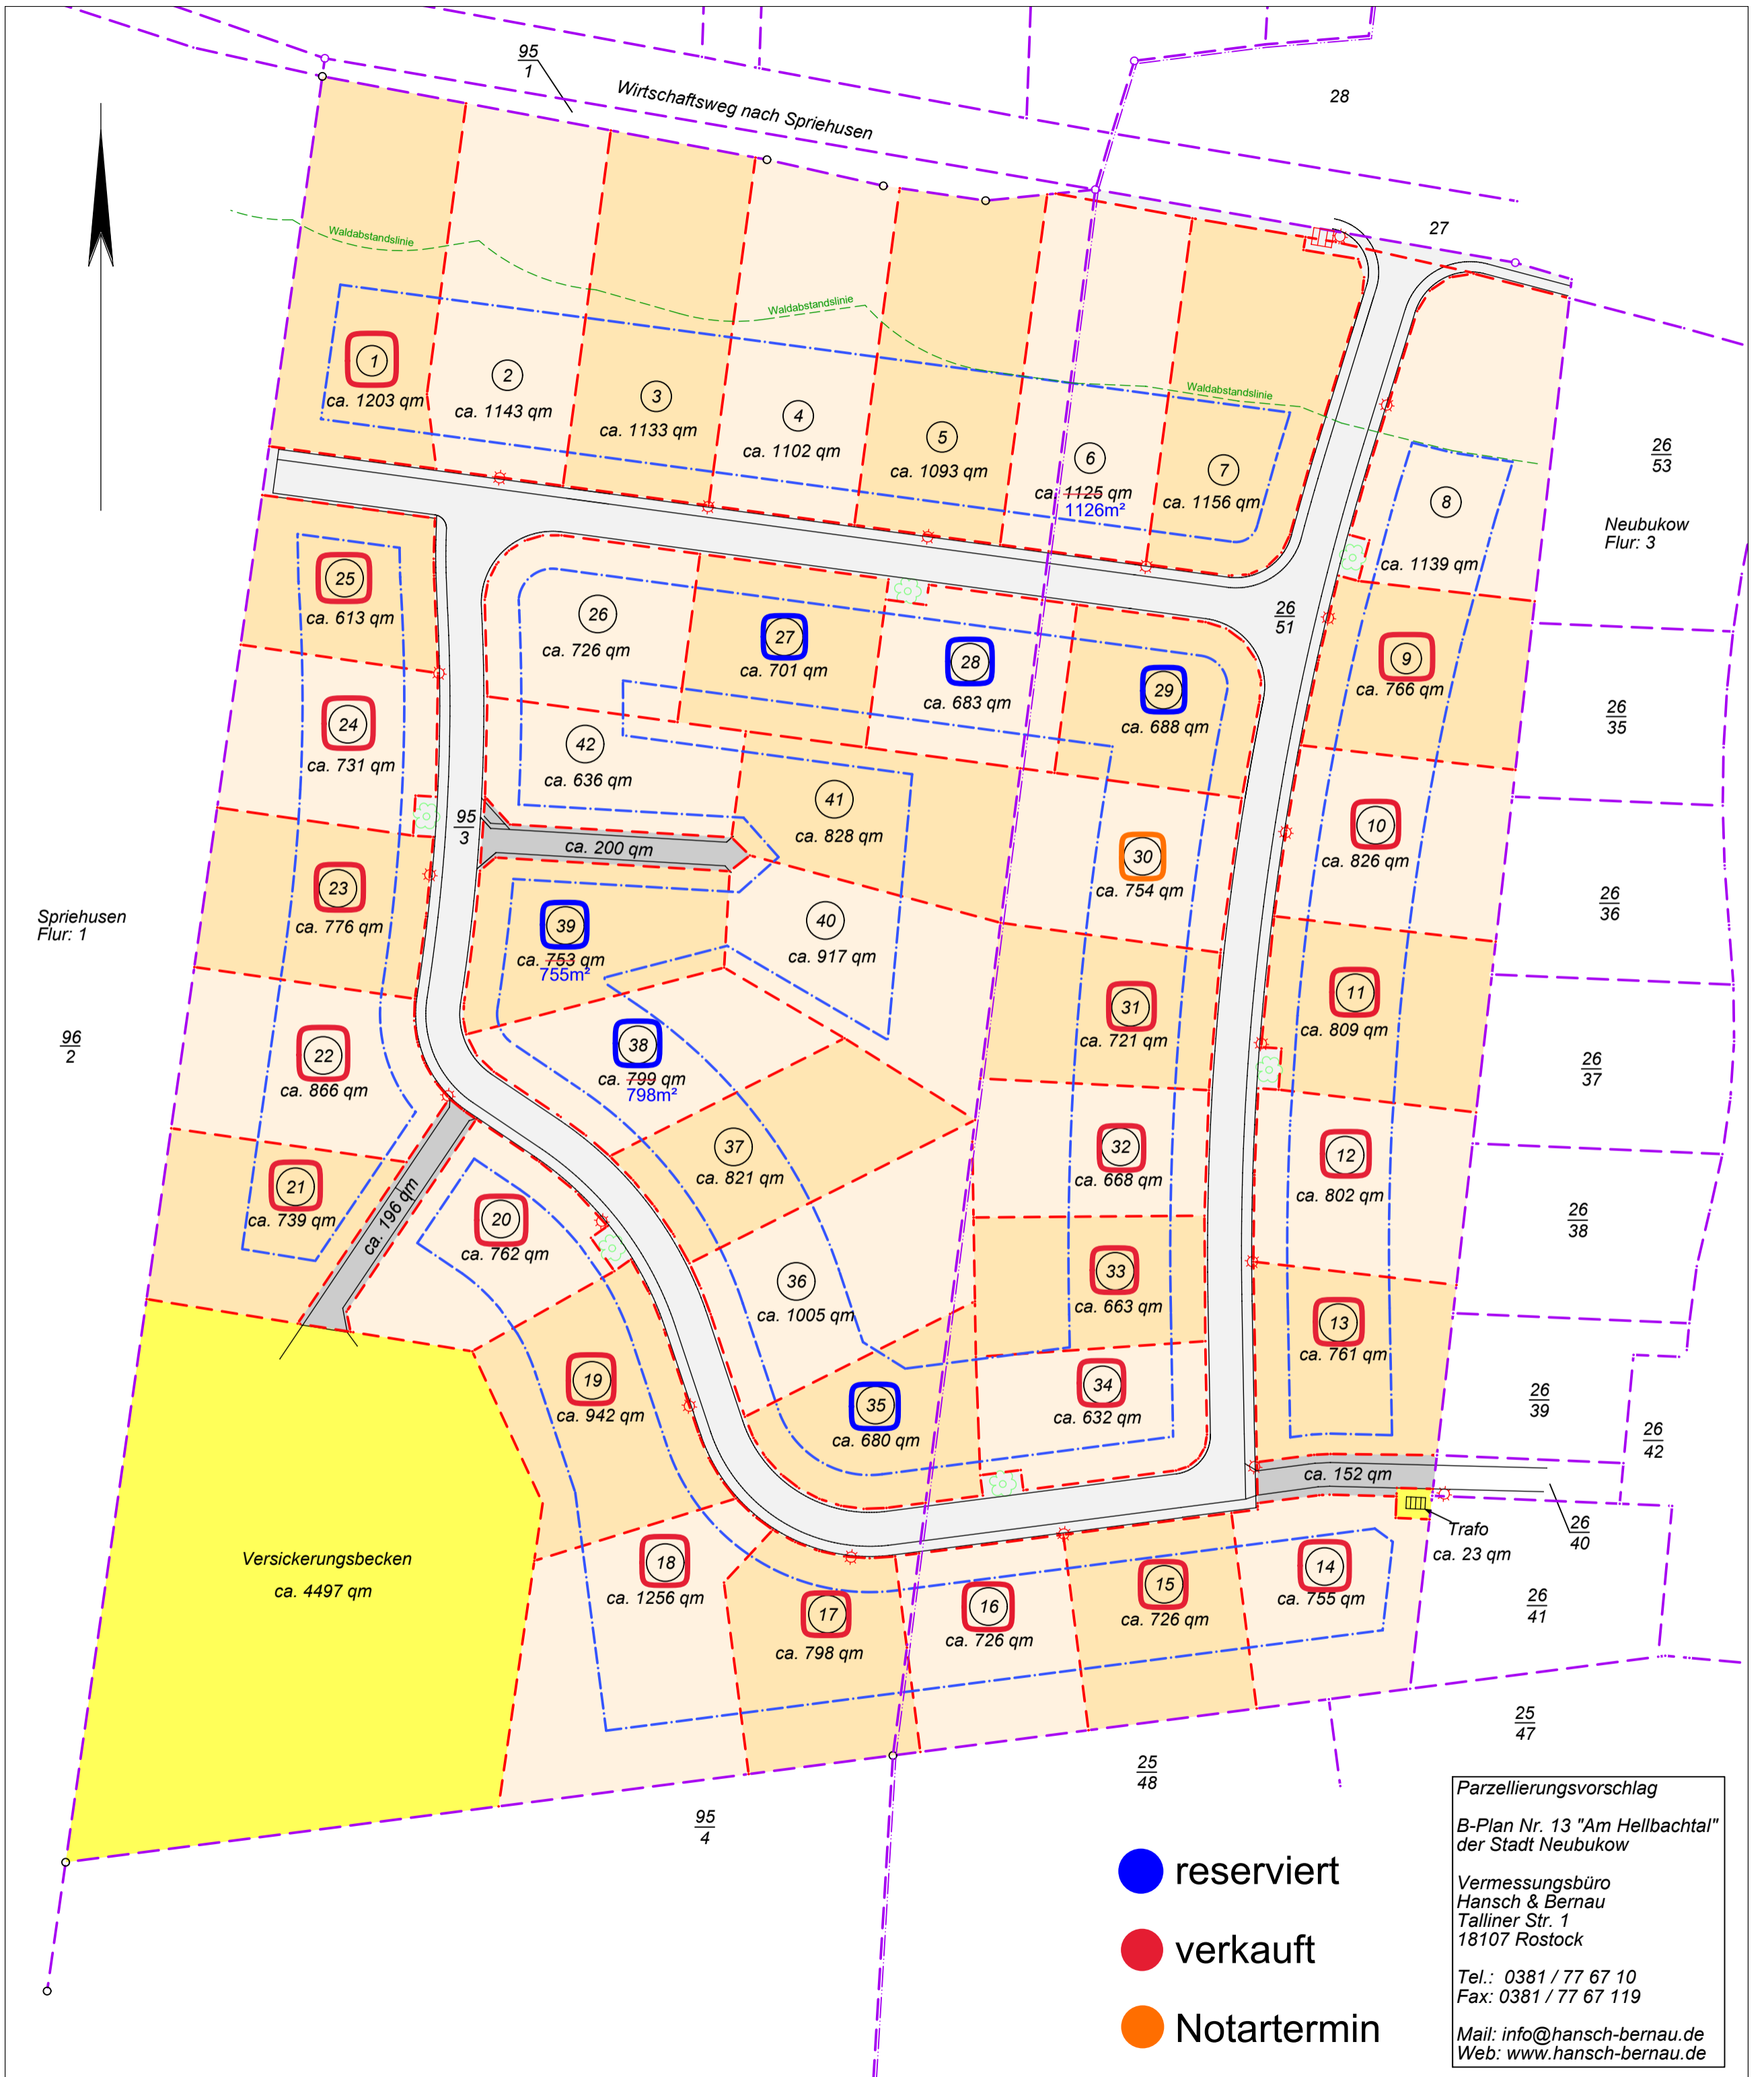 95
1
Wirtschaftsweg nach Spriehusen
28
27
Waldabstandslinie
Waldabstandslinie
Waldabstandslinie
1
ca. 1203 qm
2
ca. 1143 qm
3
ca. 1133 qm
4
ca. 1102 qm
5
ca. 1093 qm
6
ca. 1125 qm
1126m²
7
ca. 1156 qm
8
ca. 1139 qm
26
53
Neubukow
Flur: 3
25
ca. 613 qm
26
ca. 726 qm
27
ca. 701 qm
28
ca. 683 qm
29
ca. 688 qm
26
51
9
ca. 766 qm
26
35
24
ca. 731 qm
42
ca. 636 qm
41
ca. 828 qm
30
ca. 754 qm
10
ca. 826 qm
95
3
ca. 200 qm
26
36
23
ca. 776 qm
39
ca. 753 qm
755m²
40
ca. 917 qm
Spriehusen
Flur: 1
31
ca. 721 qm
11
ca. 809 qm
96
2
22
ca. 866 qm
38
ca. 799 qm
798m²
26
37
37
ca. 821 qm
32
ca. 668 qm
12
ca. 802 qm
21
ca. 739 qm
ca. 196 qm
20
ca. 762 qm
26
38
36
ca. 1005 qm
33
ca. 663 qm
13
ca. 761 qm
19
ca. 942 qm
35
ca. 680 qm
34
ca. 632 qm
26
39
26
42
ca. 152 qm
Trafo
ca. 23 qm
26
40
Versickerungsbecken
ca. 4497 qm
18
ca. 1256 qm
17
ca. 798 qm
16
ca. 726 qm
15
ca. 726 qm
14
ca. 755 qm
26
41
25
47
25
48
95
4
reserviert
verkauft
Notartermin
Parzellierungsvorschlag
B-Plan Nr. 13 "Am Hellbachtal"
der Stadt Neubukow
Vermessungsbüro
Hansch & Bernau
Talliner Str. 1
18107 Rostock
Tel.: 0381 / 77 67 10
Fax: 0381 / 77 67 119
Mail: info@hansch-bernau.de
Web: www.hansch-bernau.de